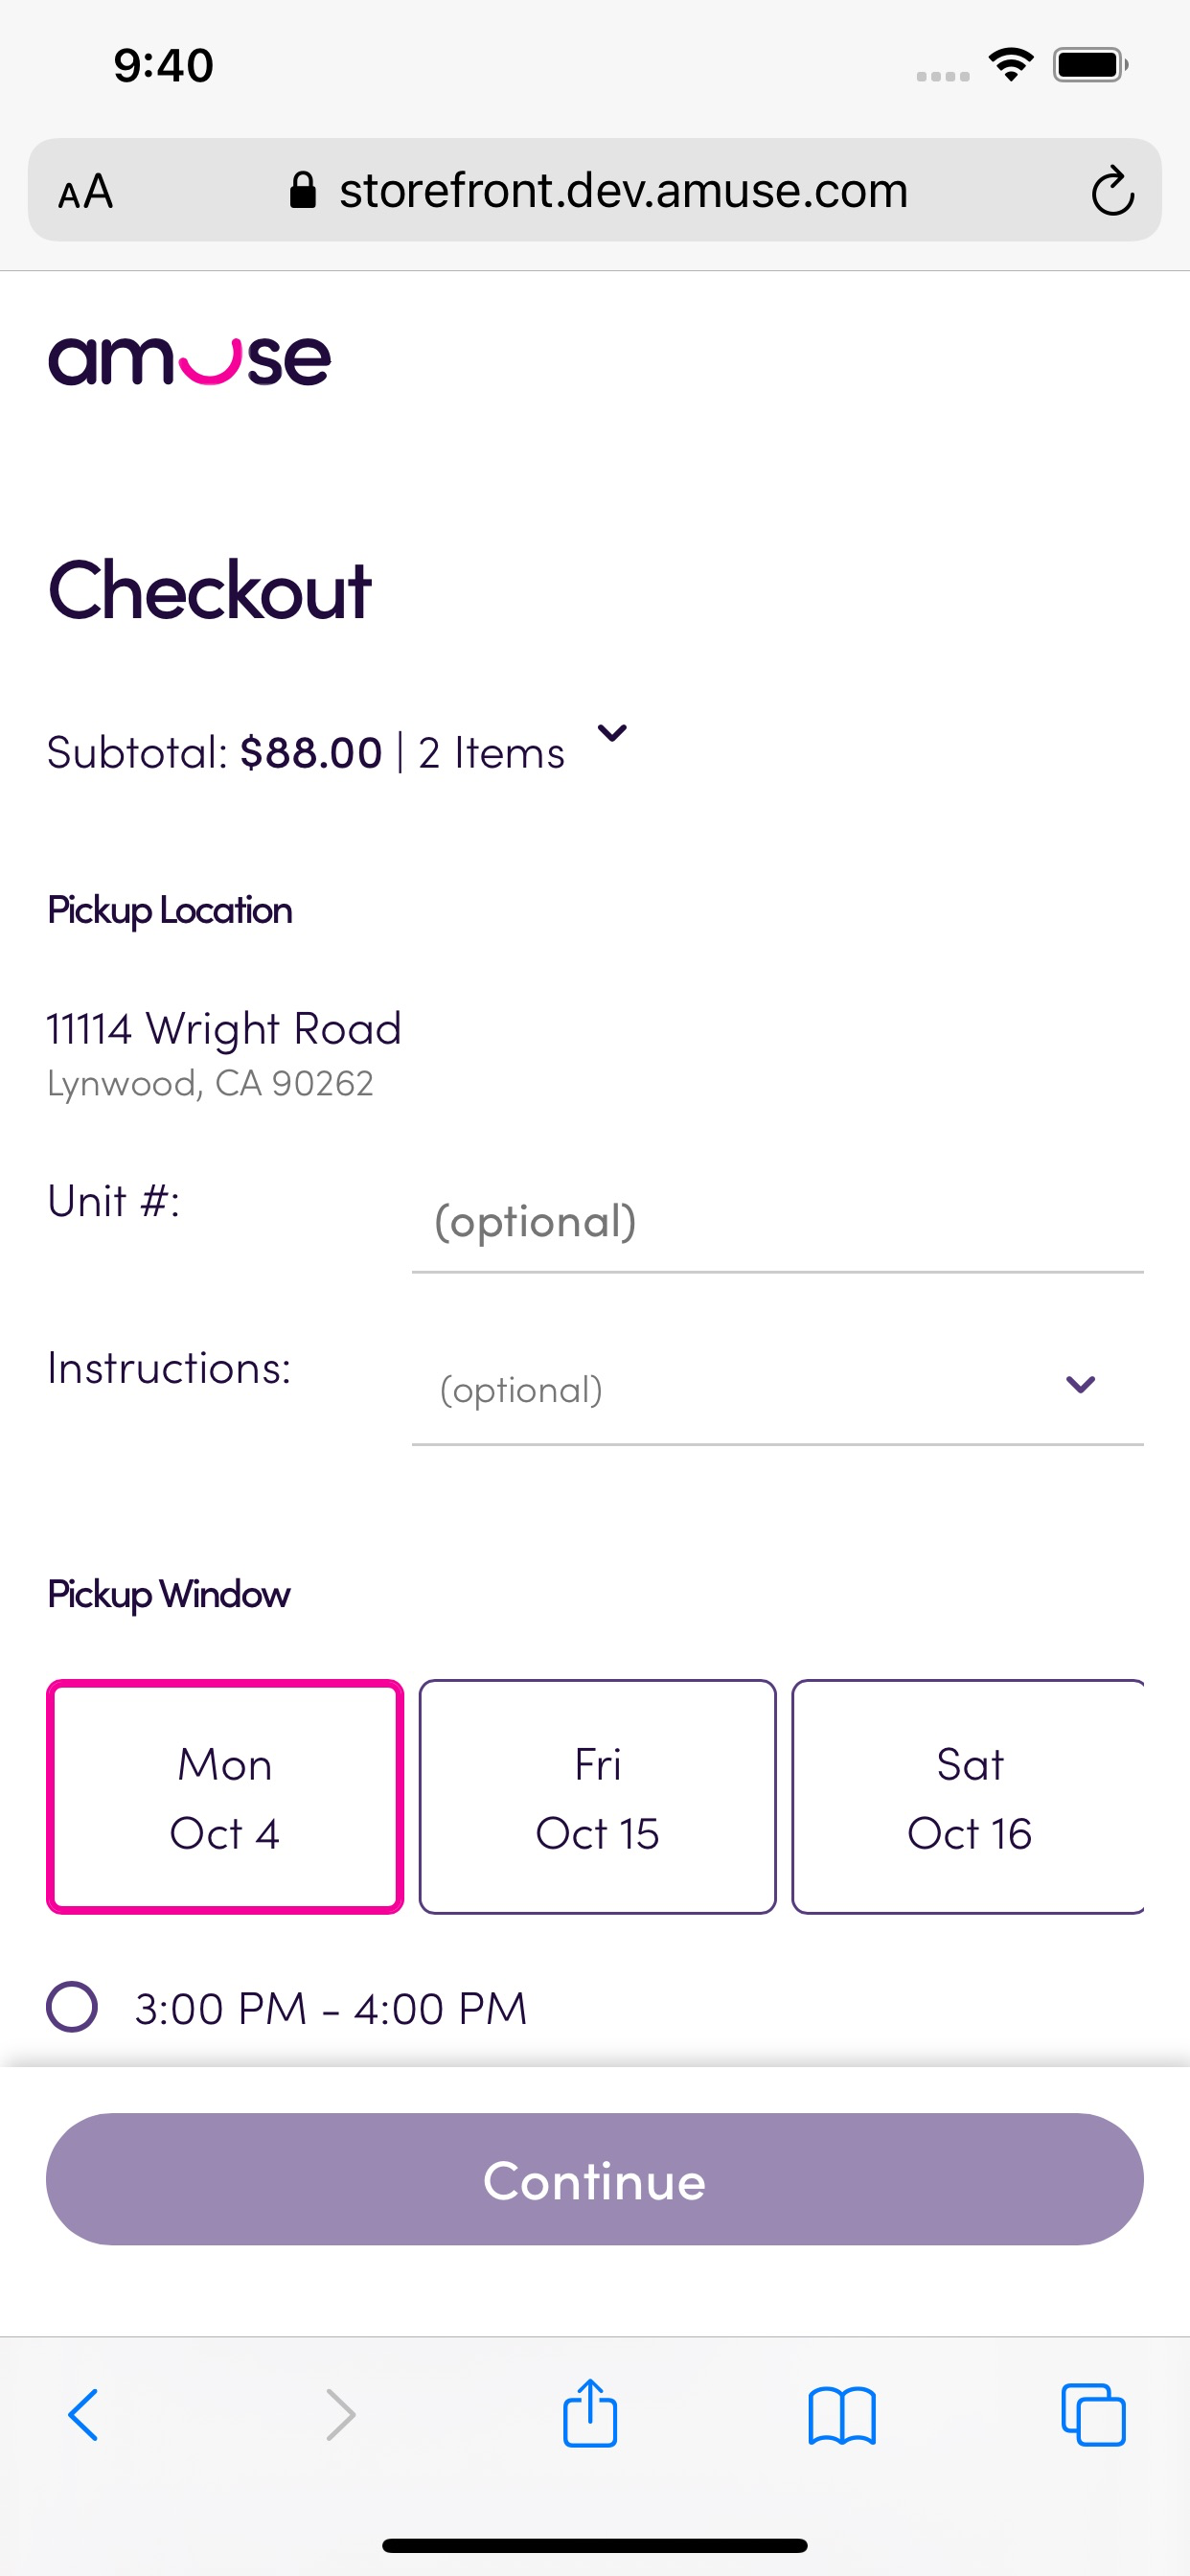 9:40
AA storefront.dev.amuse.com
amuse
Checkout
Subtotal: $88.00 | 2 Items
Pickup Location
11114 Wright Road
Lynwood, CA 90262
Unit #: (optional)
Instructions: (optional)
Pickup Window
Mon Fri Sat
Oct 4 Oct 15 Oct 16
3:00 PM - 4:00 PM
Continue